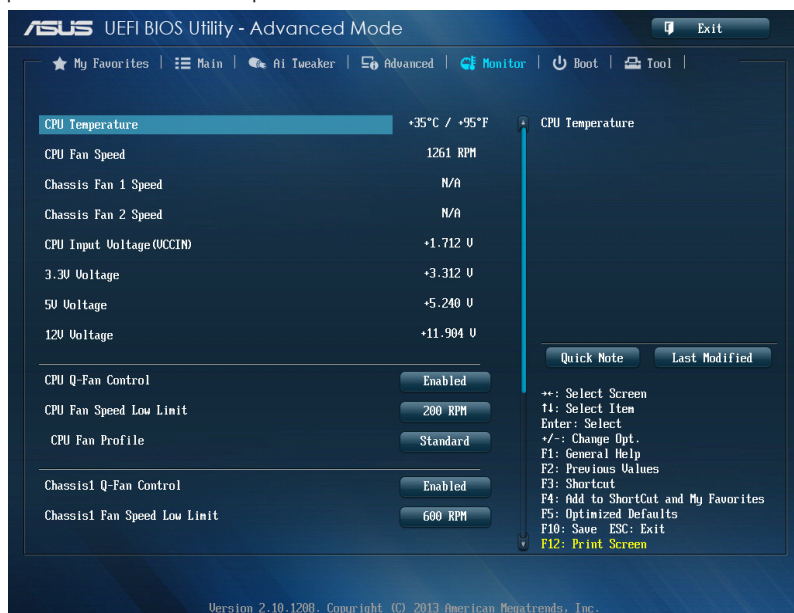 ASUS UEFI BIOS Utility - Advanced Mode
Exit
My Favorites | Main | Ai Tweaker | Advanced | Monitor | Boot | Tool |
CPU Temperature +35°C / +95°F
CPU Temperature
CPU Fan Speed 1261 RPM
Chassis Fan 1 Speed N/A
Chassis Fan 2 Speed N/A
CPU Input Voltage(VCCIN) +1.712 V
3.3V Voltage +3.312 V
5V Voltage +5.240 V
12V Voltage +11.904 V
CPU Q-Fan Control Enabled
CPU Fan Speed Low Limit 200 RPM
CPU Fan Profile Standard
Chassis1 Q-Fan Control Enabled
Chassis1 Fan Speed Low Limit 600 RPM
Quick Note Last Modified
→←: Select Screen
↑↓: Select Item
Enter: Select
+/-: Change Opt.
F1: General Help
F2: Previous Values
F3: Shortcut
F4: Add to ShortCut and My Favorites
F5: Optimized Defaults
F10: Save ESC: Exit
F12: Print Screen
Version 2.10.1208. Copyright (C) 2013 American Megatrends, Inc.